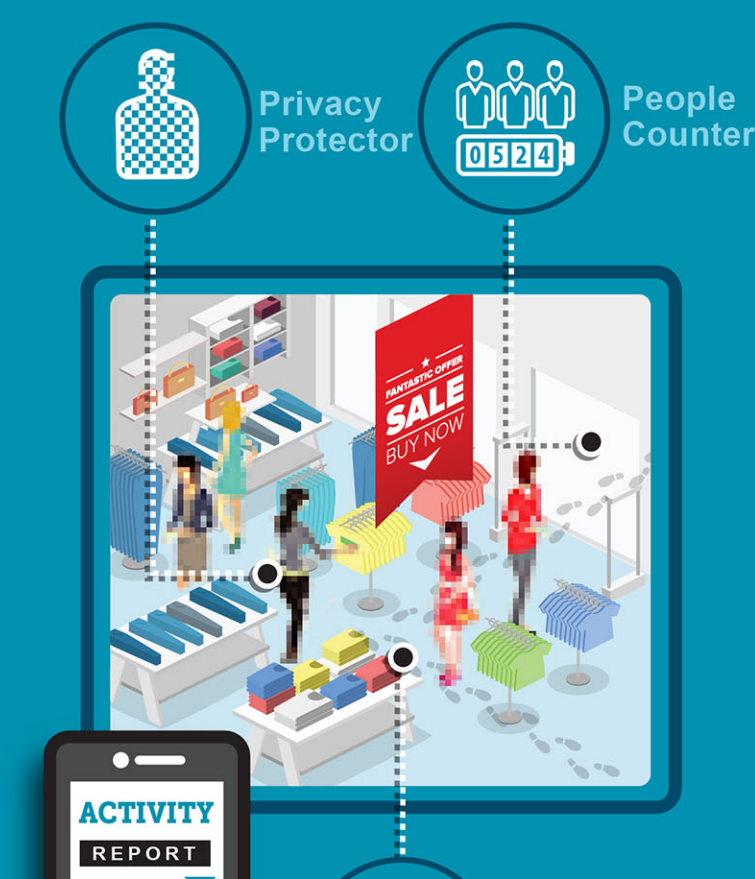 Privacy
Protector
People
Counter
0524
FANTASTIC OFFER
SALE
BUY NOW
ACTIVITY
REPORT